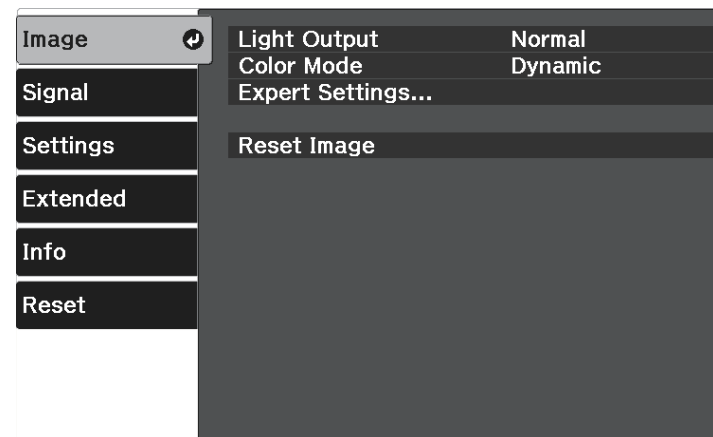 Image
Signal
Settings
Extended
Info
Reset
Light Output Normal
Color Mode Dynamic
Expert Settings...
Reset Image